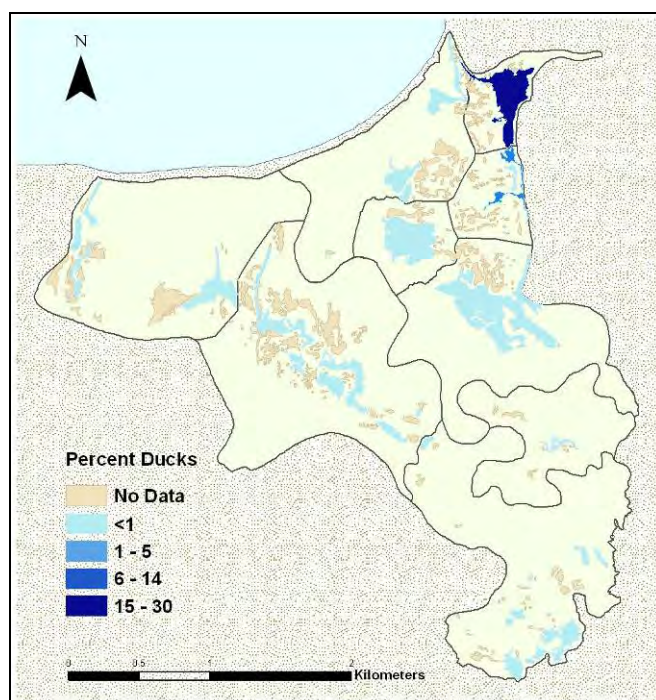 N
Percent Ducks
No Data
<1
1 - 5
6 - 14
15 - 30
0 0.5 1 2
Kilometers